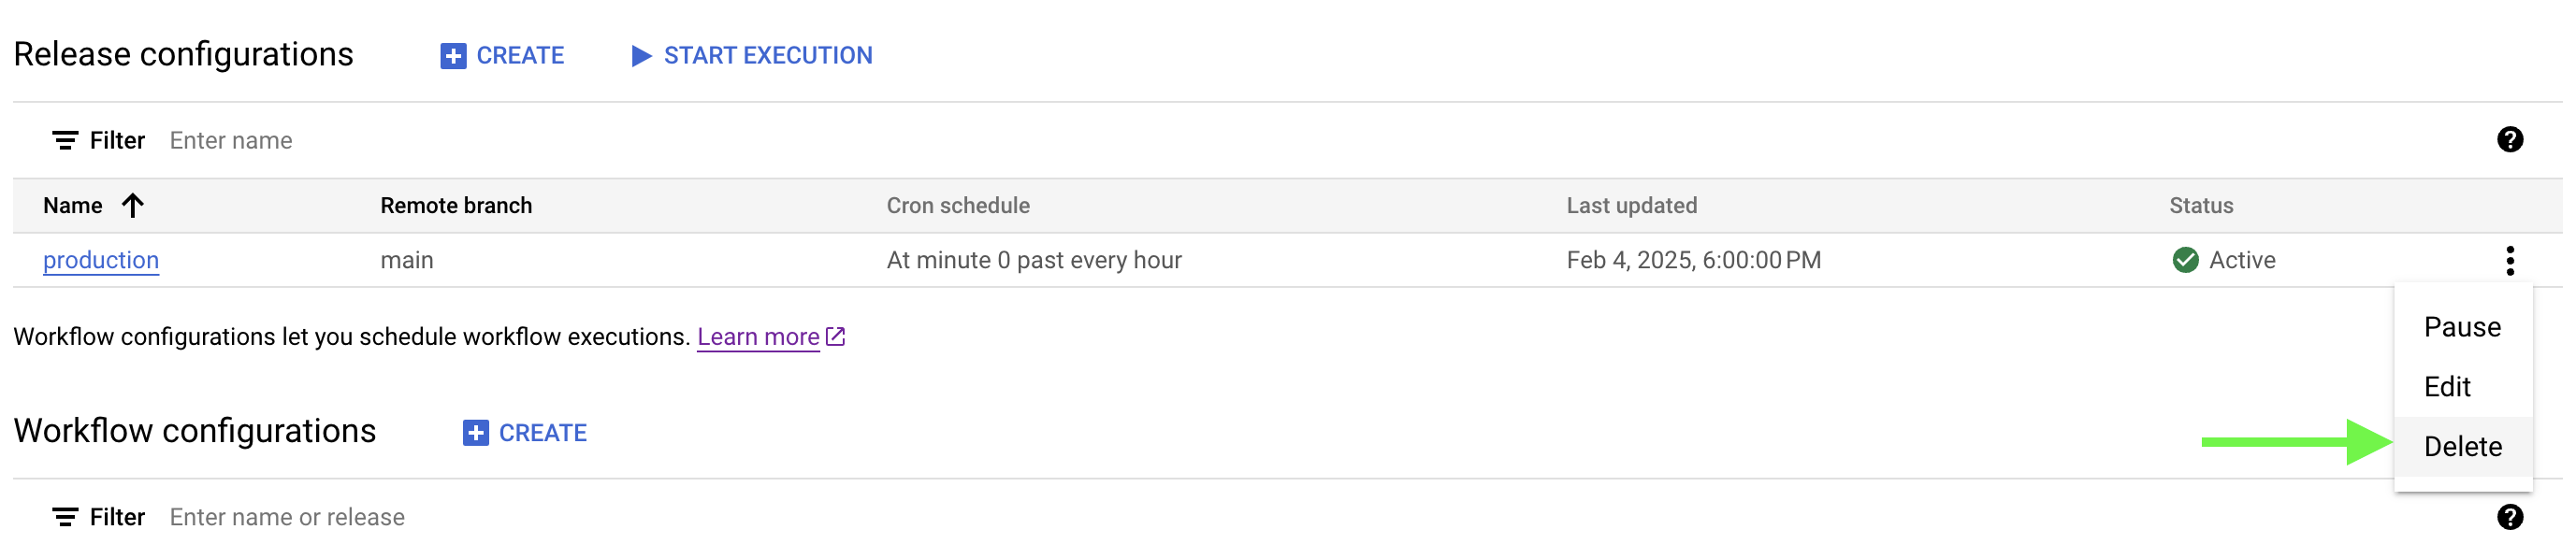 Release configurations CREATE START EXECUTION
Filter Enter name
Name Remote branch Cron schedule Last updated Status
production main At minute 0 past every hour Feb 4, 2025, 6:00:00 PM Active
Pause
Workflow configurations let you schedule workflow executions. Learn more
Edit
Workflow configurations CREATE
Delete
Filter Enter name or release